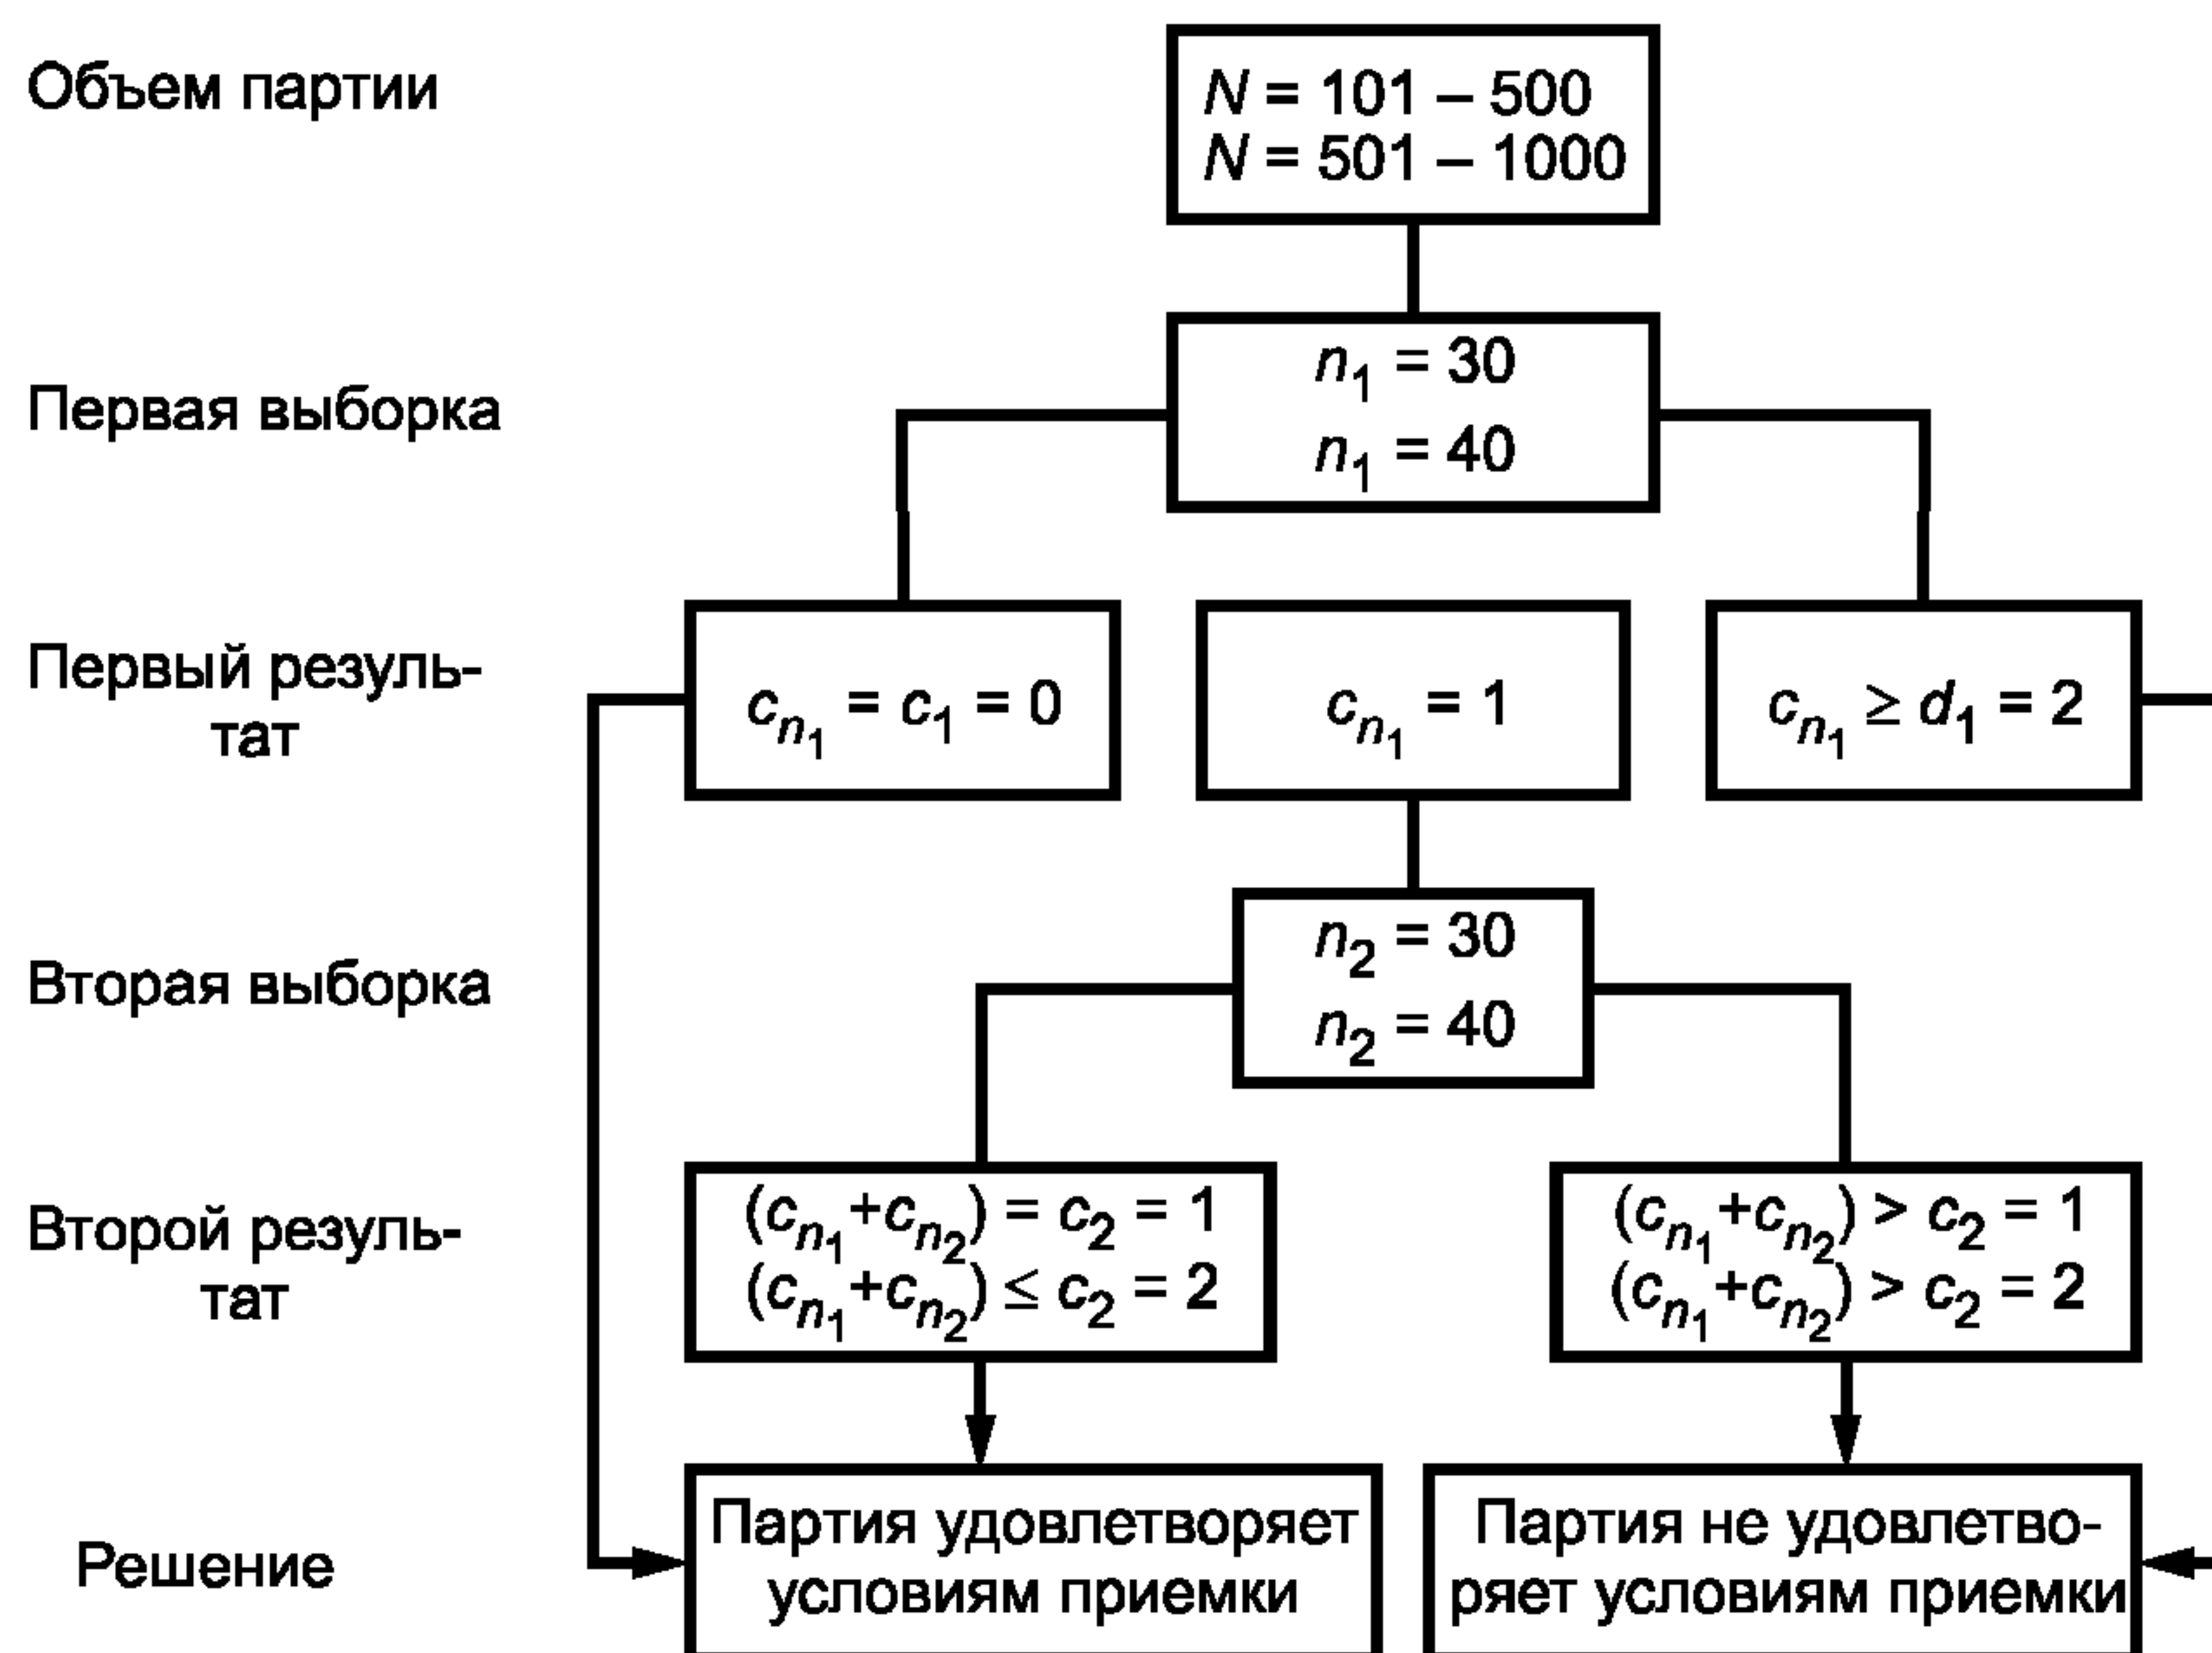 Объем партии
N = 101 – 500
N = 501 – 1000
Первая выборка
n₁ = 30
n₁ = 40
Первый резуль-
тат
cₙ₁ = c₁ = 0
cₙ₁ = 1
cₙ₁ ≥ d₁ = 2
Вторая выборка
n₂ = 30
n₂ = 40
Второй резуль-
тат
(cₙ₁+cₙ₂) = c₂ = 1
(cₙ₁+cₙ₂) ≤ c₂ = 2
(cₙ₁+cₙ₂) > c₂ = 1
(cₙ₁+cₙ₂) > c₂ = 2
Решение
Партия удовлетворяет
условиям приемки
Партия не удовлетво-
ряет условиям приемки